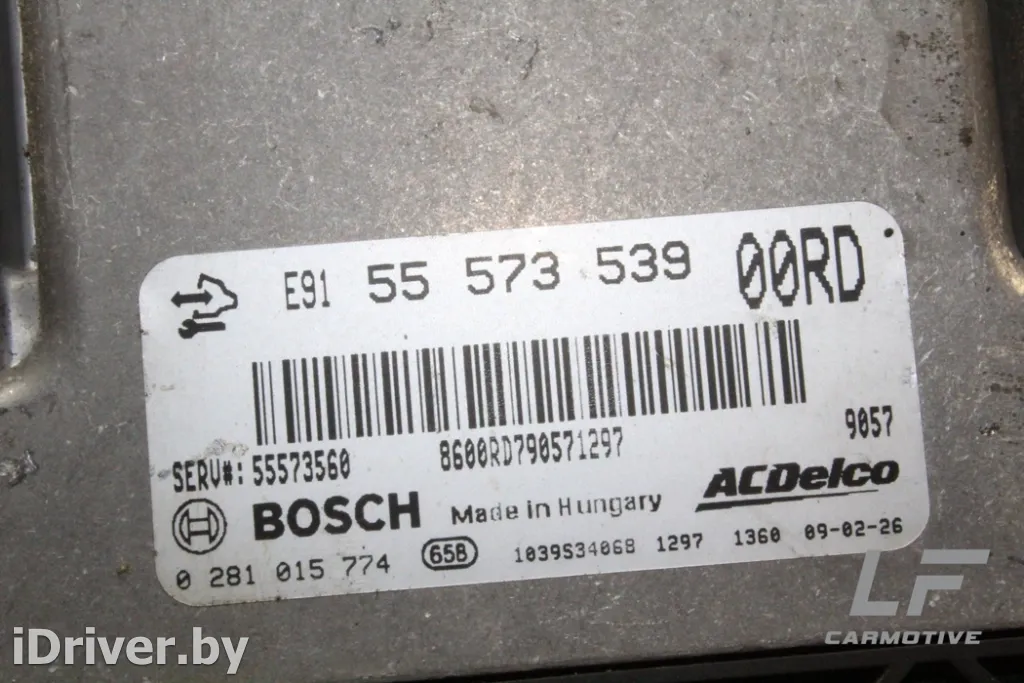 E91 55 573 539 00RD
9057
SERV#: 55573560 8600RD790571297
ACDelco
BOSCH Made in Hungary
0 281 015 774 65B 1039S34068 1297 1360 09-02-26
LF
CARMOTIVE
iDriver.by